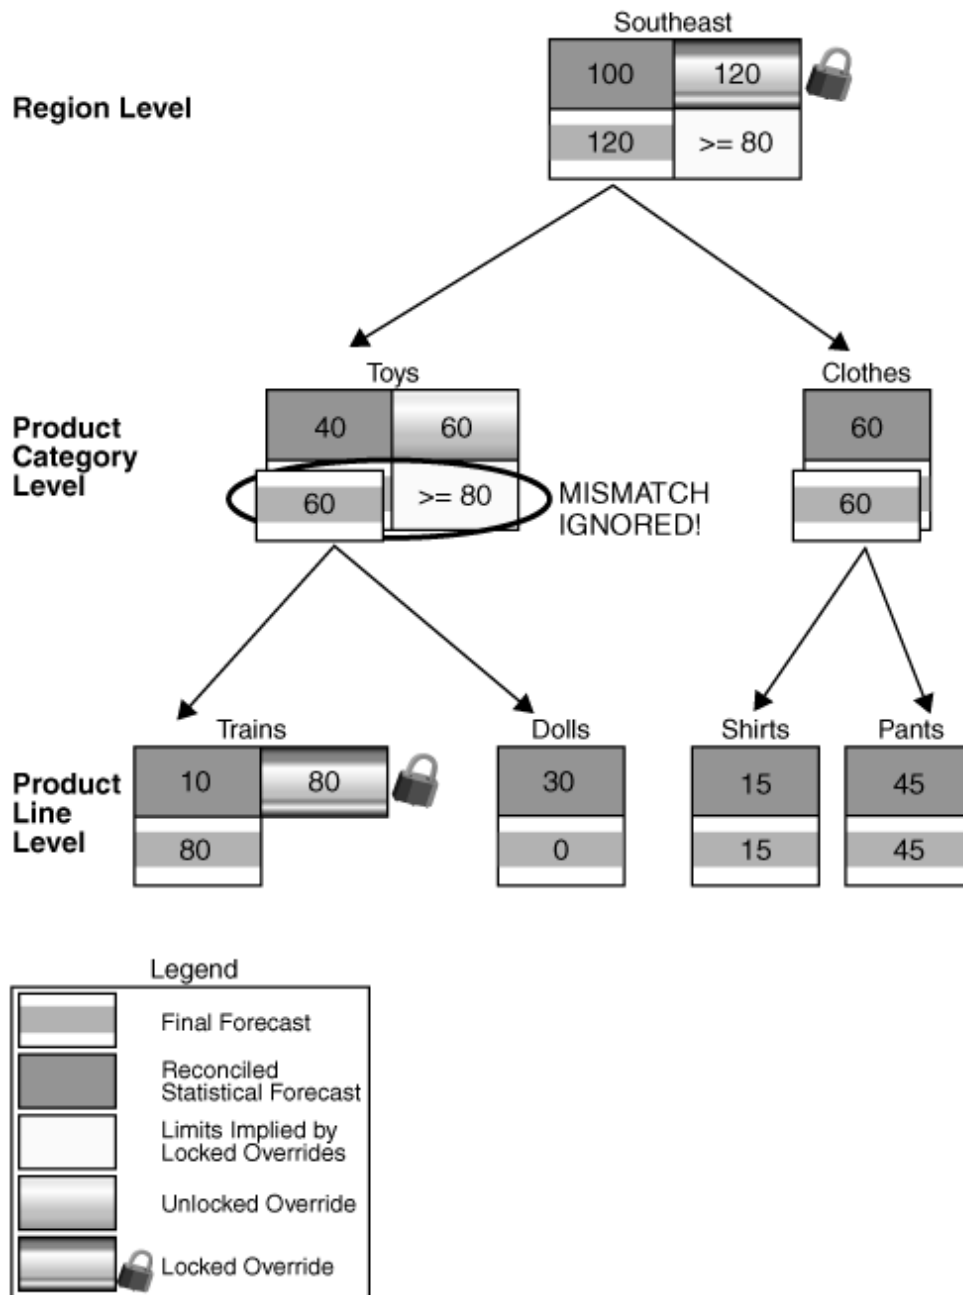 Southeast
100
120
Region Level
120
>= 80
Toys
Clothes
Product
Category
Level
40
60
60
60
>= 80
MISMATCH
IGNORED!
60
Trains
Dolls
Shirts
Pants
Product
Line
Level
10
80
30
15
45
80
0
15
45
Legend
Final Forecast
Reconciled
Statistical Forecast
Limits Implied by
Locked Overrides
Unlocked Override
Locked Override